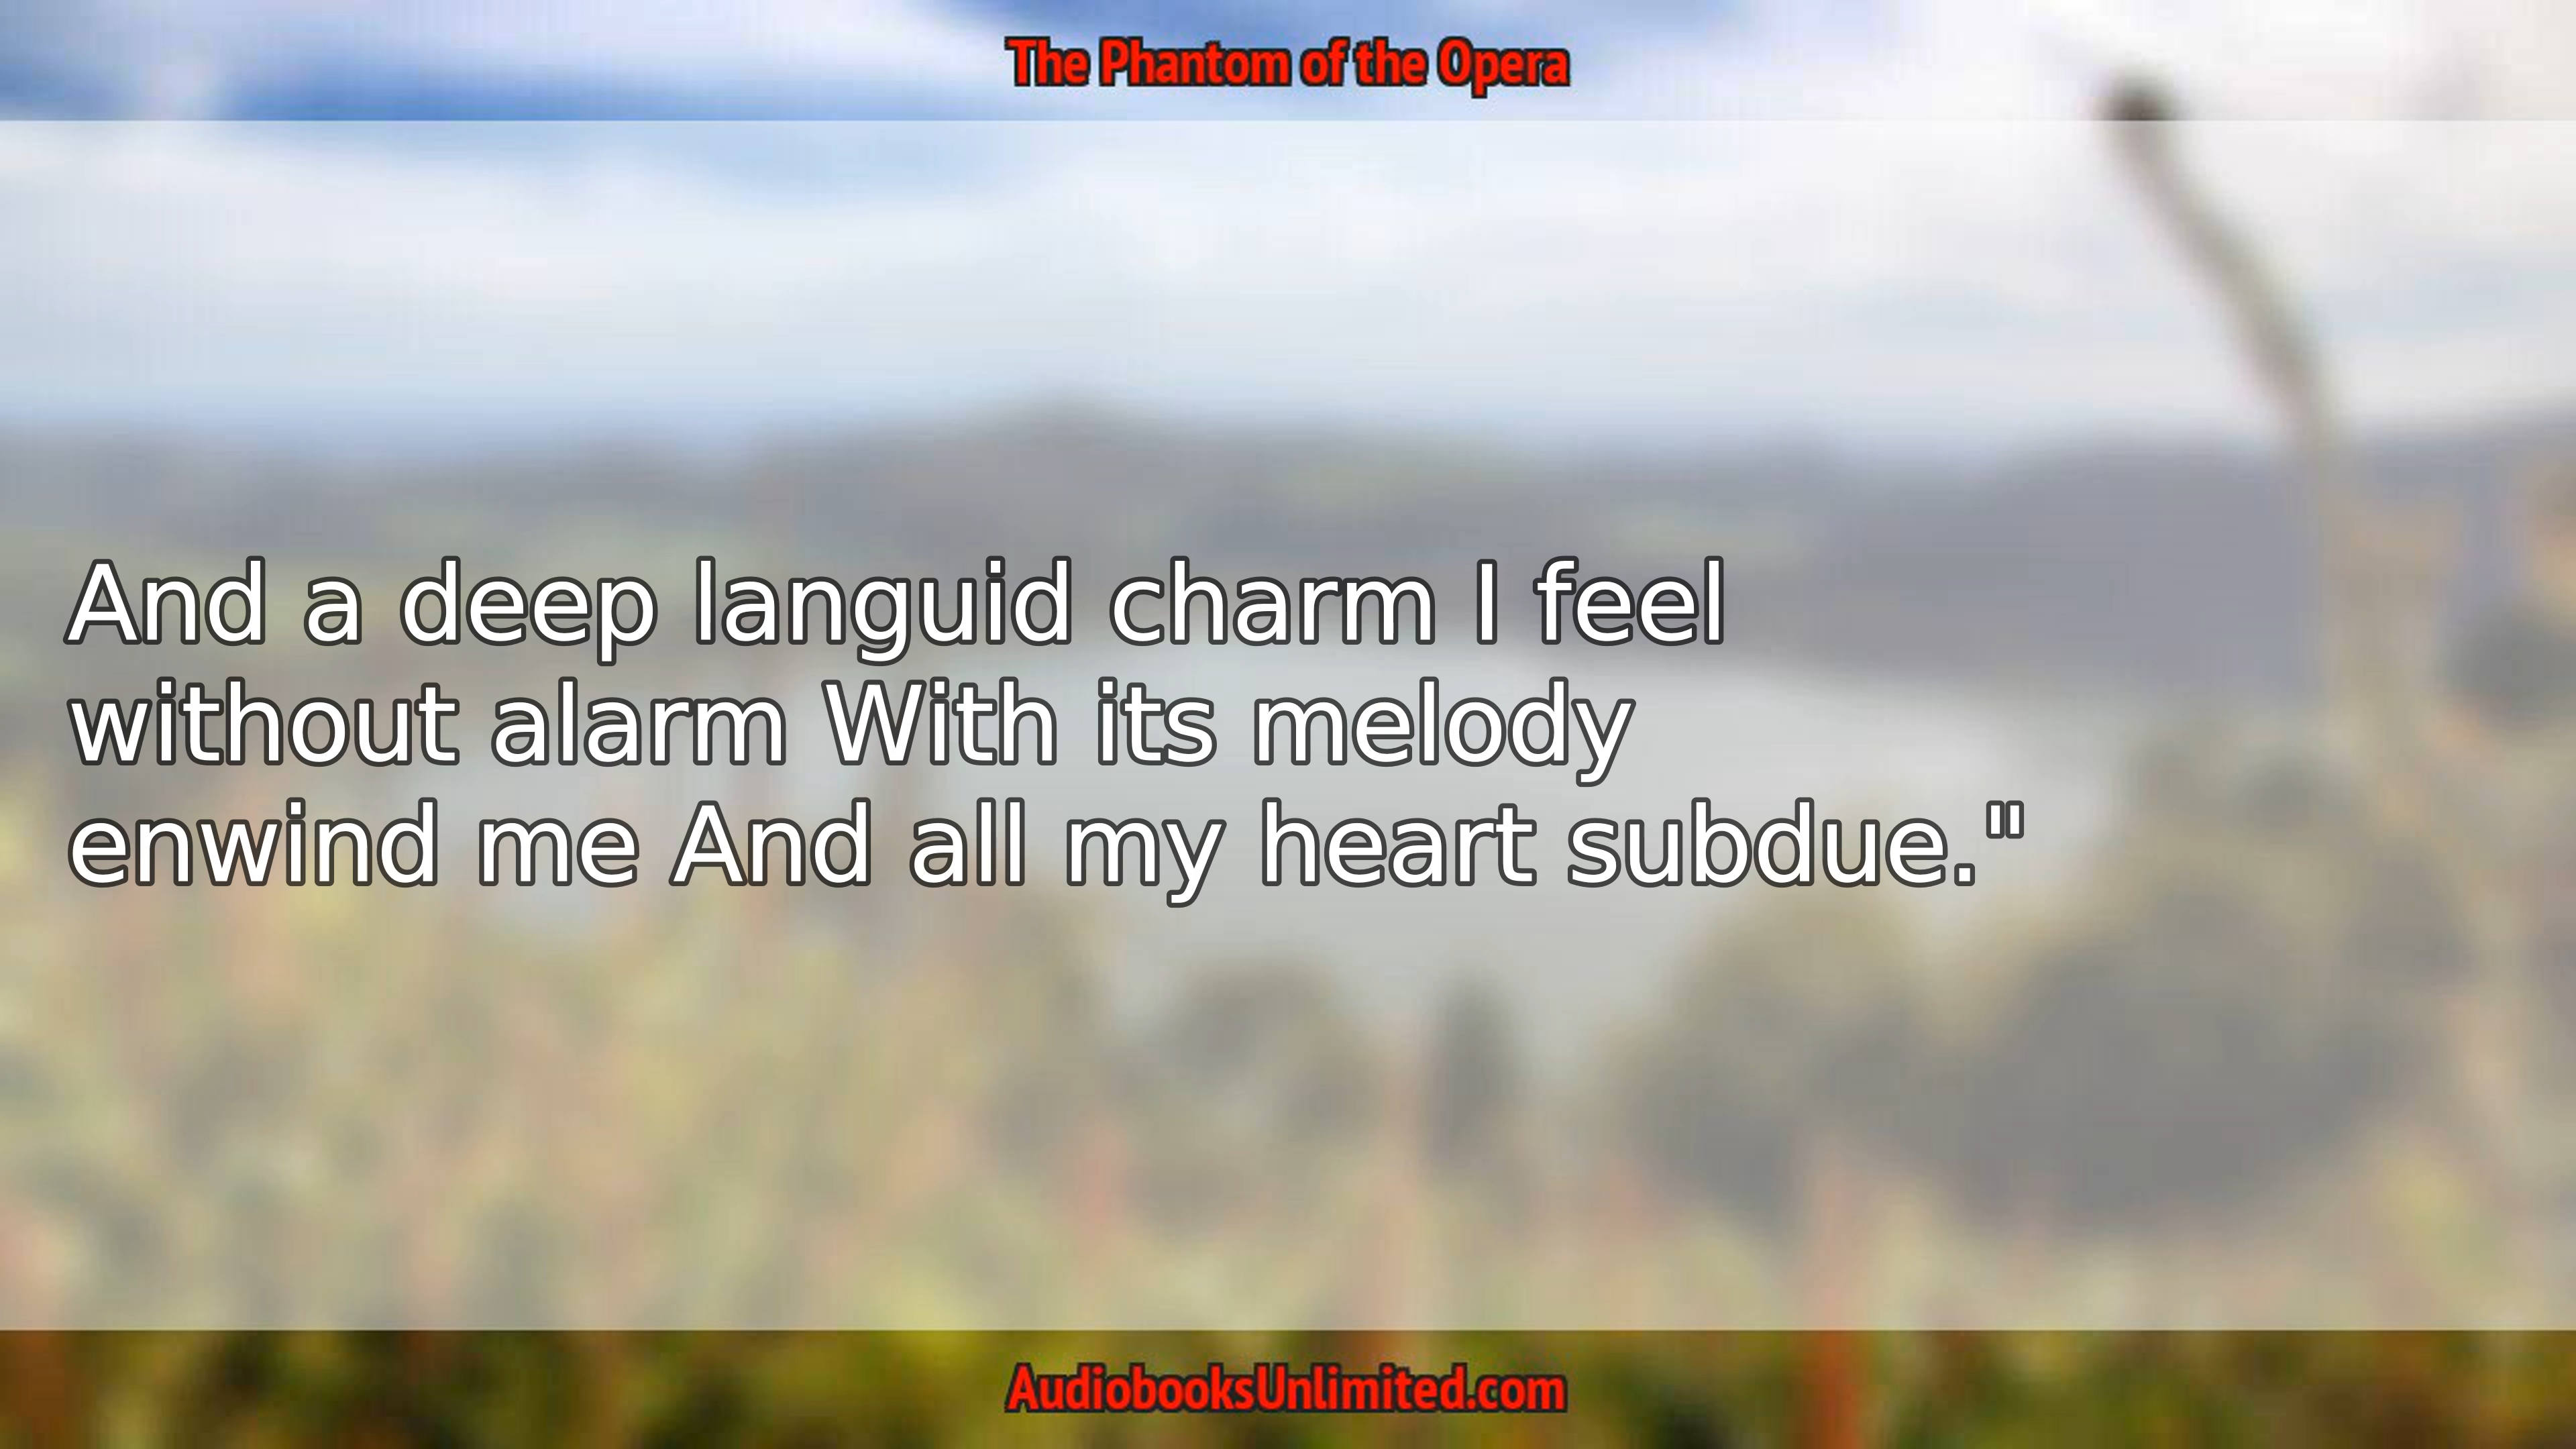 The Phantom of the Opera
And a deep languid charm I feel
without alarm With its melody
enwind me And all my heart subdue."
AudiobooksUnlimited.com